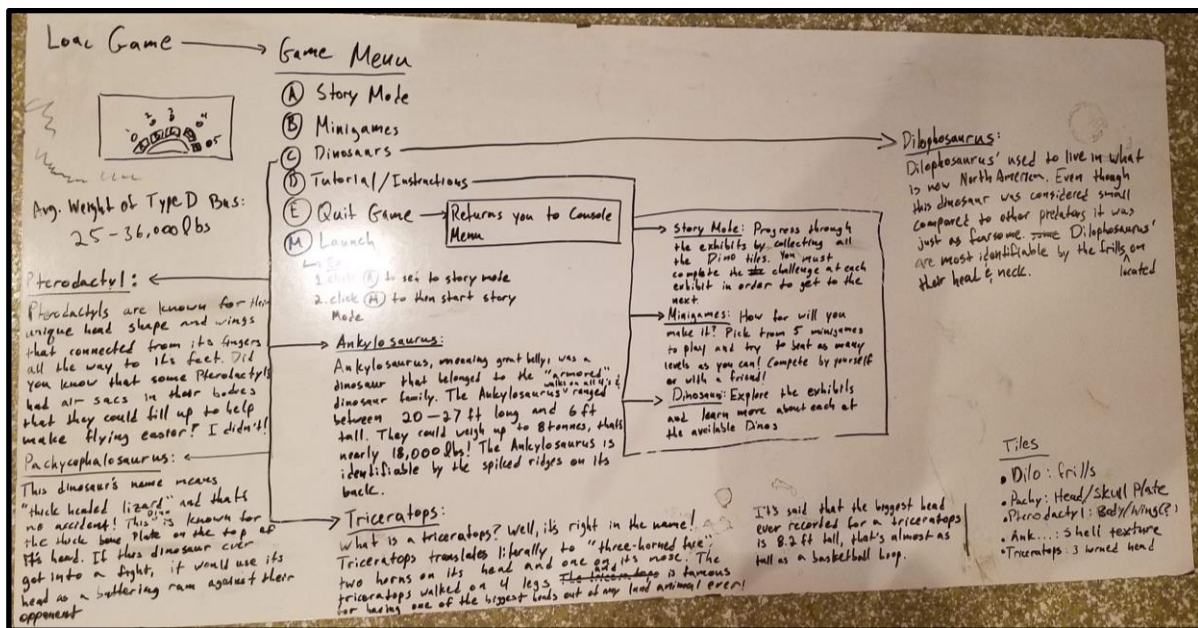 Load Game
Game Menu
A Story Mode
B Minigames
C Dinosaurs
D Tutorial/Instructions
E Quit Game
Returns you to Console
Menu
M Launch
Ex
1. click A to set to story mode
2. click M to then start story
Mode
1 2 3 4 5
Avg. Weight of Type D Bus:
25-36,000 lbs
Pterodactyl:
Pterodactyls are known for their
unique head shape and wings
that connected from its fingers
all the way to its feet. Did
you know that some Pterodactyls
had air sacs in their bodies
that they could fill up to help
make flying easier? I didn't!
Pachycephalosaurus:
This dinosaur's name means
"thick headed lizard" and thats
no accident! This Dino is known for
the thick bone plate on the top of
It's head. If this dinosaur ever
got into a fight, it would use its
head as a battering ram against their
opponent
Ankylosaurus:
Ankylosaurus, meaning great belly, was a
dinosaur that belonged to the "armored"
dinosaur family. The Ankylosaurus walks on all 4's & ranged
between 20-27 ft long and 6 ft
tall. They could weigh up to 8 tonnes, thats
nearly 18,000 lbs! The Ankylosaurus is
identifiable by the spiked ridges on its
back.
Triceratops:
What is a triceratops? Well, it's right in the name!
Triceratops translates literally, to "three-horned face"
two horns on its head and one on its nose. The
triceratops walked on 4 legs and is famous
for having one of the biggest heads out of any land animal ever!
It's said that the biggest head
ever recorded for a triceratops
is 8.2 ft tall, that's almost as
tall as a basketball hoop.
Story Mode: Progress through
the exhibits by collecting all
the Dino tiles. You must
complete the challenge at each
exhibit in order to get to the
next.
Minigames: How far will you
make it? Pick from 5 minigames
to play and try to beat as many
levels as you can! Compete by yourself
or with a friend!
Dinosaurs: Explore the exhibits
and learn more about each of
the available Dinos
Dilophosaurus:
Dilophosaurus' used to live in what
is now North America. Even though
this dinosaur was considered small
compared to other predators it was
just as fearsome. Dilophosaurus'
are most identifiable by the frills located on
their head & neck.
Tiles
• Dilo: frills
• Pachy: Head/Skull Plate
• Pterodactyl: Body/Wing(?)
• Ank...: Shell texture
• Triceratops: 3 horned head